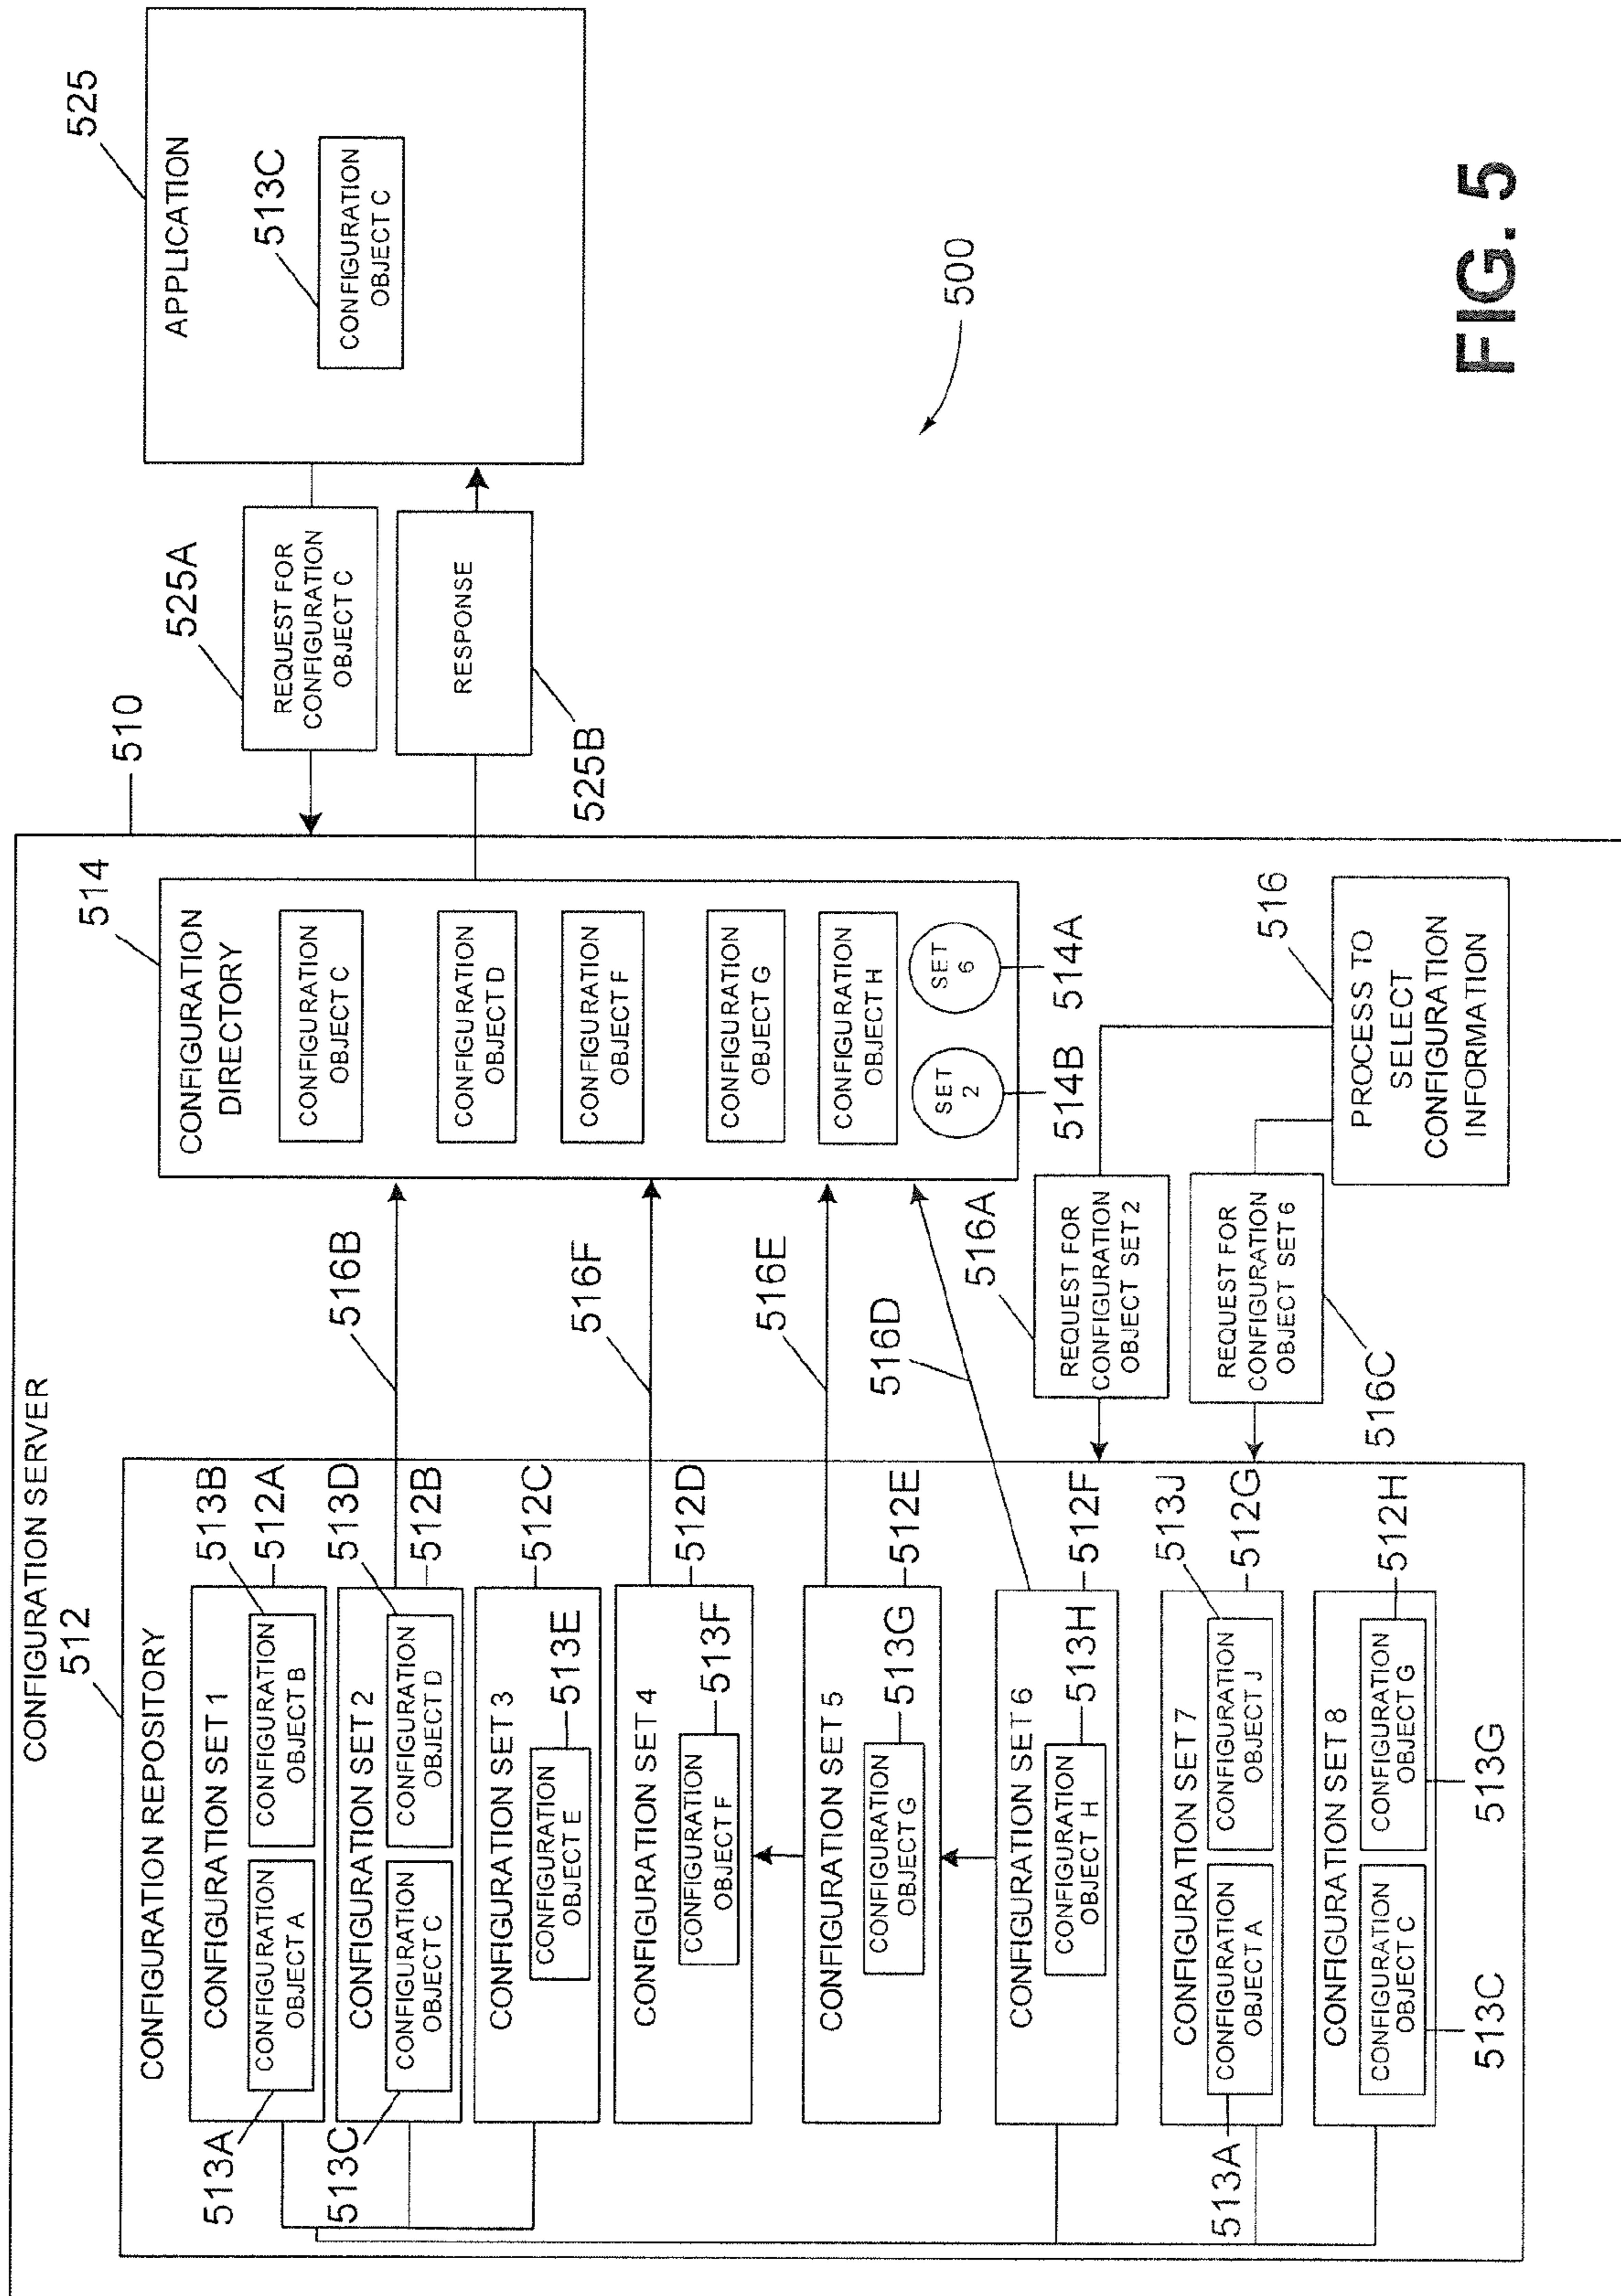 CONFIGURATION SERVER
512
510
CONFIGURATION REPOSITORY
CONFIGURATION SET 1
513A
CONFIGURATION
OBJECT A
CONFIGURATION
OBJECT B
513B
512A
CONFIGURATION SET 2
513C
CONFIGURATION
OBJECT C
CONFIGURATION
OBJECT D
513D
512B
CONFIGURATION SET 3
CONFIGURATION
OBJECT E
513E
512C
CONFIGURATION SET 4
CONFIGURATION
OBJECT F
513F
512D
CONFIGURATION SET 5
CONFIGURATION
OBJECT G
513G
512E
CONFIGURATION SET 6
CONFIGURATION
OBJECT H
513H
512F
CONFIGURATION SET 7
513A
CONFIGURATION
OBJECT A
CONFIGURATION
OBJECT J
513J
512G
CONFIGURATION SET 8
CONFIGURATION
OBJECT C
513C
CONFIGURATION
OBJECT G
513G
512H
516B
516F
516E
516D
514
CONFIGURATION
DIRECTORY
CONFIGURATION
OBJECT C
CONFIGURATION
OBJECT D
CONFIGURATION
OBJECT F
CONFIGURATION
OBJECT G
CONFIGURATION
OBJECT H
SET
2
SET
6
514B
514A
516A
REQUEST FOR
CONFIGURATION
OBJECT SET 2
REQUEST FOR
CONFIGURATION
OBJECT SET 6
516C
516
PROCESS TO
SELECT
CONFIGURATION
INFORMATION
525A
REQUEST FOR
CONFIGURATION
OBJECT C
RESPONSE
525B
525
APPLICATION
513C
CONFIGURATION
OBJECT C
500
FIG. 5